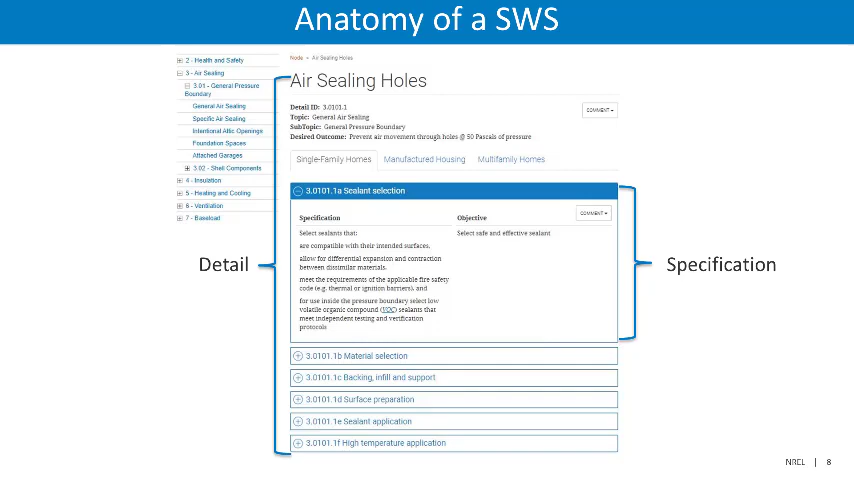 Anatomy of a SWS
2 - Health and Safety
3 - Air Sealing
3.01 - General Pressure
Boundary
General Air Sealing
Specific Air Sealing
Intentional Attic Openings
Foundation Spaces
Attached Garages
3.02 - Shell Components
4 - Insulation
5 - Heating and Cooling
6 - Ventilation
7 - Baseload
Node » Air Sealing Holes
Air Sealing Holes
Detail ID: 3.0101.1
Topic: General Air Sealing
SubTopic: General Pressure Boundary
Desired Outcome: Prevent air movement through holes @ 50 Pascals of pressure
COMMENT
Single-Family Homes Manufactured Housing Multifamily Homes
3.0101.1a Sealant selection
COMMENT
Specification Objective
Select sealants that: Select safe and effective sealant
are compatible with their intended surfaces,
allow for differential expansion and contraction
between dissimilar materials,
meet the requirements of the applicable fire safety
code (e.g. thermal or ignition barriers), and
for use inside the pressure boundary select low
volatile organic compound (VOC) sealants that
meet independent testing and verification
protocols
3.0101.1b Material selection
3.0101.1c Backing, infill and support
3.0101.1d Surface preparation
3.0101.1e Sealant application
3.0101.1f High temperature application
Detail
Specification
NREL | 8